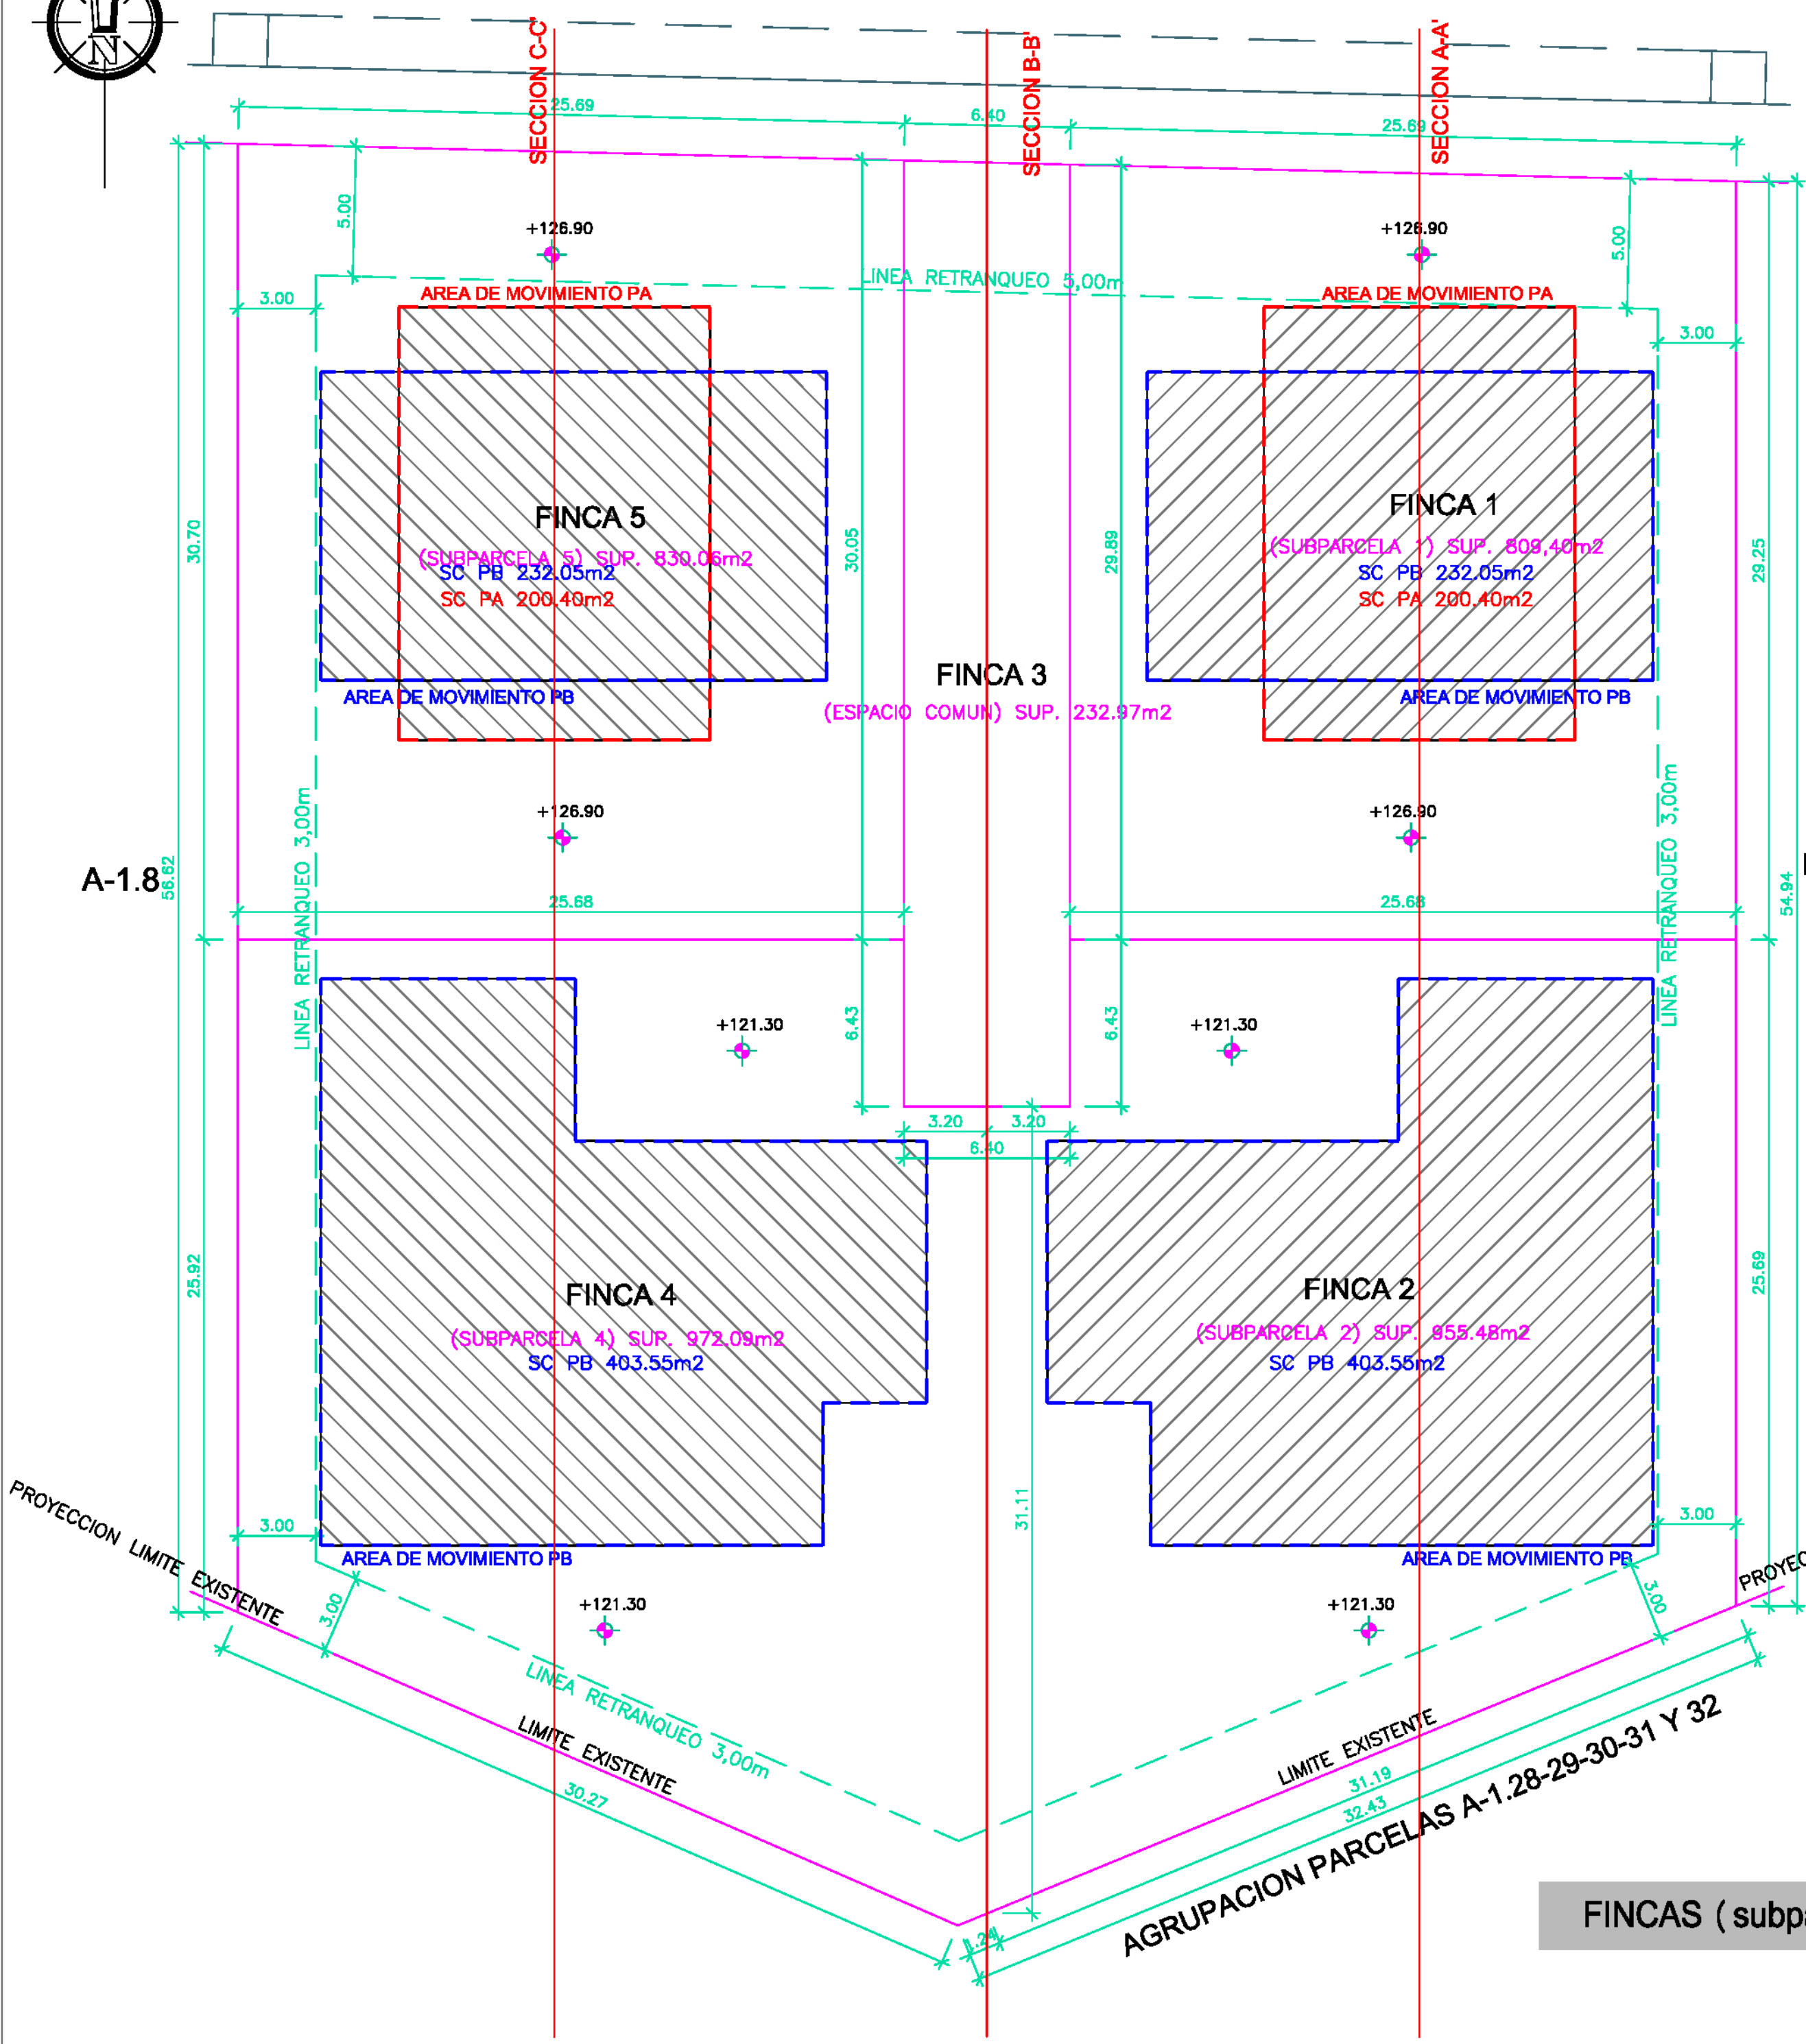 N
SECCION C-C'
SECCION B-B'
SECCION A-A'
25.69
6.40
25.69
5.00
5.00
+126.90
+126.90
LINEA RETRANQUEO 5,00m
3.00
3.00
AREA DE MOVIMIENTO PA
AREA DE MOVIMIENTO PA
FINCA 5
(SUBPARCELA 5) SUP. 830.06m2
SC PB 232.05m2
SC PA 200.40m2
FINCA 1
(SUBPARCELA 1) SUP. 809,40m2
SC PB 232.05m2
SC PA 200.40m2
30.70
30.05
29.89
29.25
FINCA 3
(ESPACIO COMUN) SUP. 232.97m2
AREA DE MOVIMIENTO PB
AREA DE MOVIMIENTO PB
+126.90
+126.90
LINEA RETRANQUEO 3,00m
LINEA RETRANQUEO 3,00m
A-1.8
56.62
54.94
25.68
25.68
+121.30
+121.30
6.43
6.43
3.20
3.20
6.40
25.92
25.69
FINCA 4
(SUBPARCELA 4) SUP. 972.09m2
SC PB 403.55m2
FINCA 2
(SUBPARCELA 2) SUP. 955.48m2
SC PB 403.55m2
31.11
3.00
3.00
AREA DE MOVIMIENTO PB
AREA DE MOVIMIENTO PB
PROYECCION LIMITE EXISTENTE
PROYEC
3.00
3.00
+121.30
+121.30
LINEA RETRANQUEO 3,00m
LIMITE EXISTENTE
LIMITE EXISTENTE
30.27
31.19
32.43
1.24
AGRUPACION PARCELAS A-1.28-29-30-31 Y 32
FINCAS (subpa